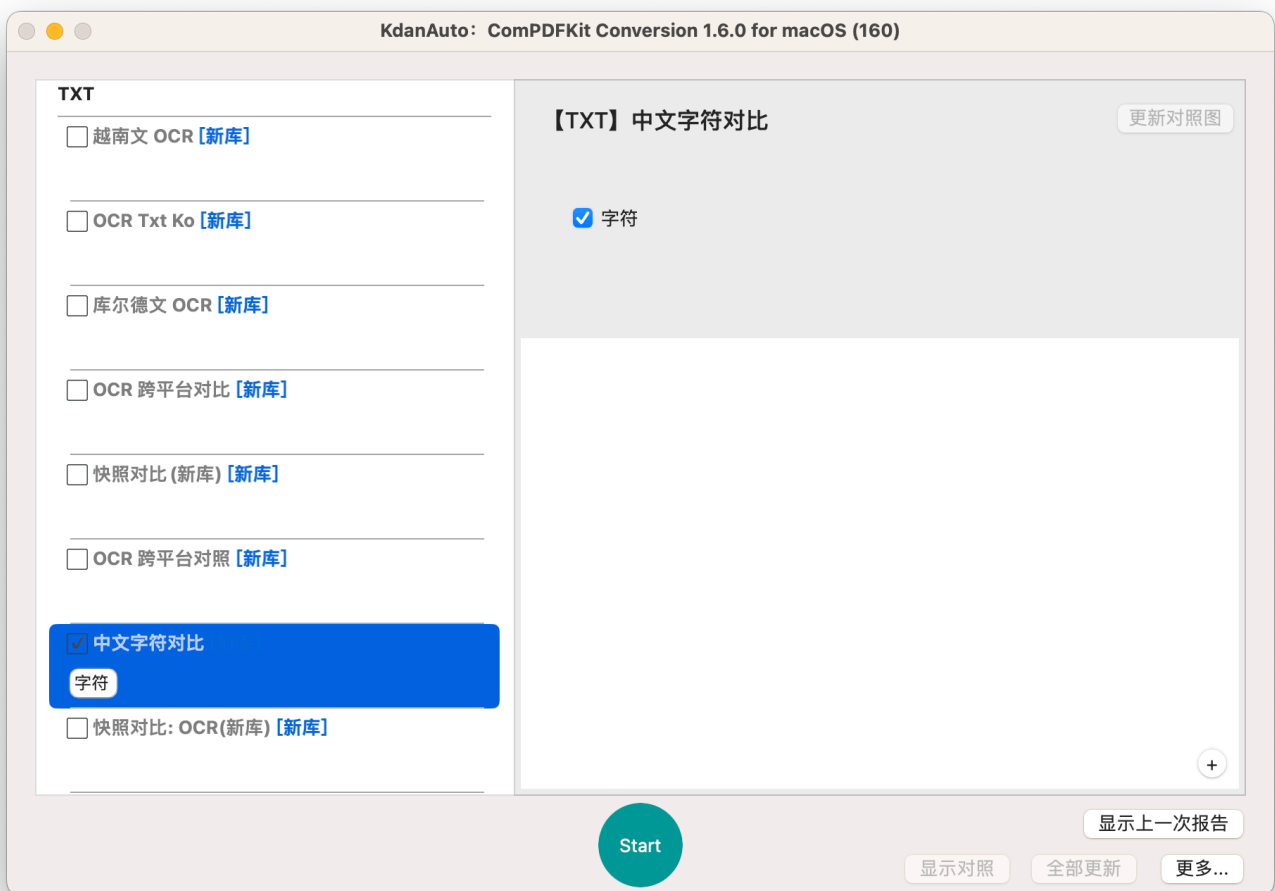 KdanAuto：ComPDFKit Conversion 1.6.0 for macOS (160)
TXT
越南文 OCR [新库]
OCR Txt Ko [新库]
库尔德文 OCR [新库]
OCR 跨平台对比 [新库]
快照对比(新库) [新库]
OCR 跨平台对照 [新库]
中文字符对比
字符
快照对比: OCR(新库) [新库]
【TXT】中文字符对比
更新对照图
字符
+
Start
显示上一次报告
显示对照
全部更新
更多...